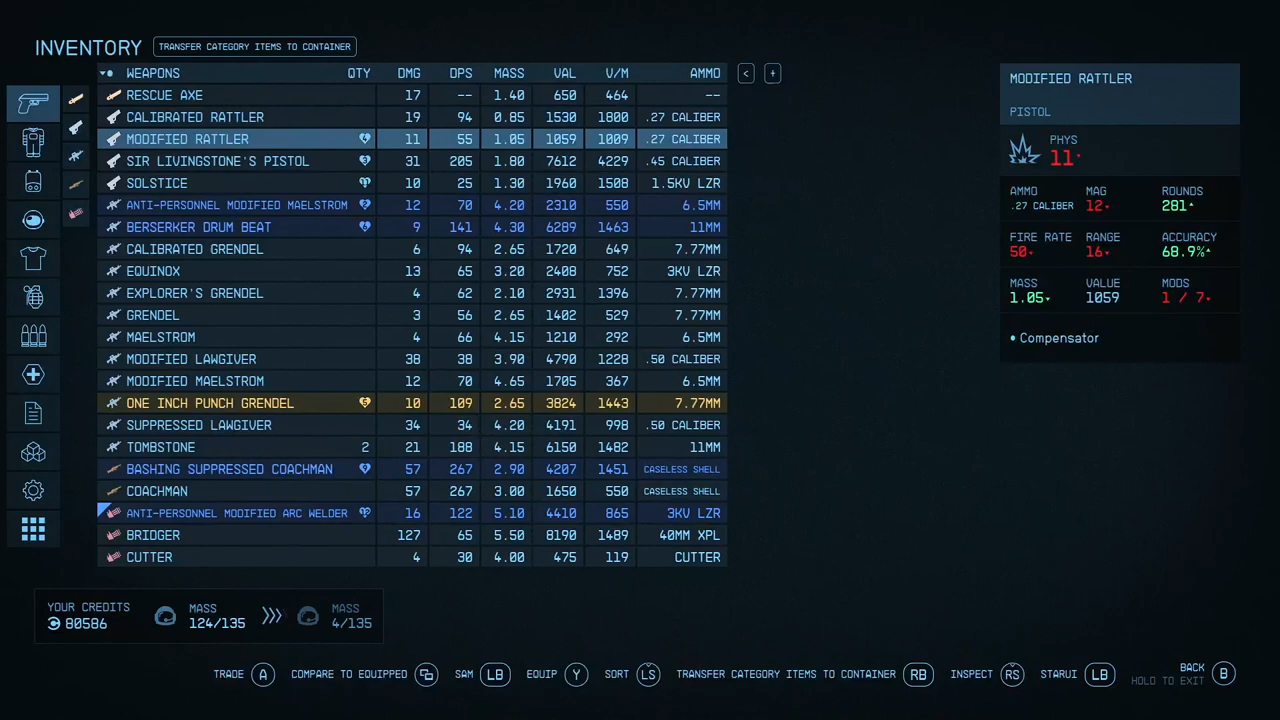 INVENTORY TRANSFER CATEGORY ITEMS TO CONTAINER
WEAPONS QTY DMG DPS MASS VAL V/M AMMO < +
RESCUE AXE 17 -- 1.40 650 464 --
CALIBRATED RATTLER 19 94 0.85 1530 1800 .27 CALIBER
MODIFIED RATTLER 11 55 1.05 1059 1009 .27 CALIBER
SIR LIVINGSTONE'S PISTOL 31 205 1.80 7612 4229 .45 CALIBER
SOLSTICE 10 25 1.30 1960 1508 1.5KV LZR
ANTI-PERSONNEL MODIFIED MAELSTROM 12 70 4.20 2310 550 6.5MM
BERSERKER DRUM BEAT 9 141 4.30 6289 1463 11MM
CALIBRATED GRENDEL 6 94 2.65 1720 649 7.77MM
EQUINOX 13 65 3.20 2408 752 3KV LZR
EXPLORER'S GRENDEL 4 62 2.10 2931 1396 7.77MM
GRENDEL 3 56 2.65 1402 529 7.77MM
MAELSTROM 4 66 4.15 1210 292 6.5MM
MODIFIED LAWGIVER 38 38 3.90 4790 1228 .50 CALIBER
MODIFIED MAELSTROM 12 70 4.65 1705 367 6.5MM
ONE INCH PUNCH GRENDEL 10 109 2.65 3824 1443 7.77MM
SUPPRESSED LAWGIVER 34 34 4.20 4191 998 .50 CALIBER
TOMBSTONE 2 21 188 4.15 6150 1482 11MM
BASHING SUPPRESSED COACHMAN 57 267 2.90 4207 1451 CASELESS SHELL
COACHMAN 57 267 3.00 1650 550 CASELESS SHELL
ANTI-PERSONNEL MODIFIED ARC WELDER 16 122 5.10 4410 865 3KV LZR
BRIDGER 127 65 5.50 8190 1489 40MM XPL
CUTTER 4 30 4.00 475 119 CUTTER
MODIFIED RATTLER
PISTOL
PHYS
11
AMMO MAG ROUNDS
.27 CALIBER 12 281
FIRE RATE RANGE ACCURACY
50 16 68.9%
MASS VALUE MODS
1.05 1059 1 / 7
• Compensator
YOUR CREDITS MASS MASS
80586 124/135 4/135
TRADE A COMPARE TO EQUIPPED SAM LB EQUIP Y SORT LS TRANSFER CATEGORY ITEMS TO CONTAINER RB INSPECT RS STARUI LB BACK B
HOLD TO EXIT